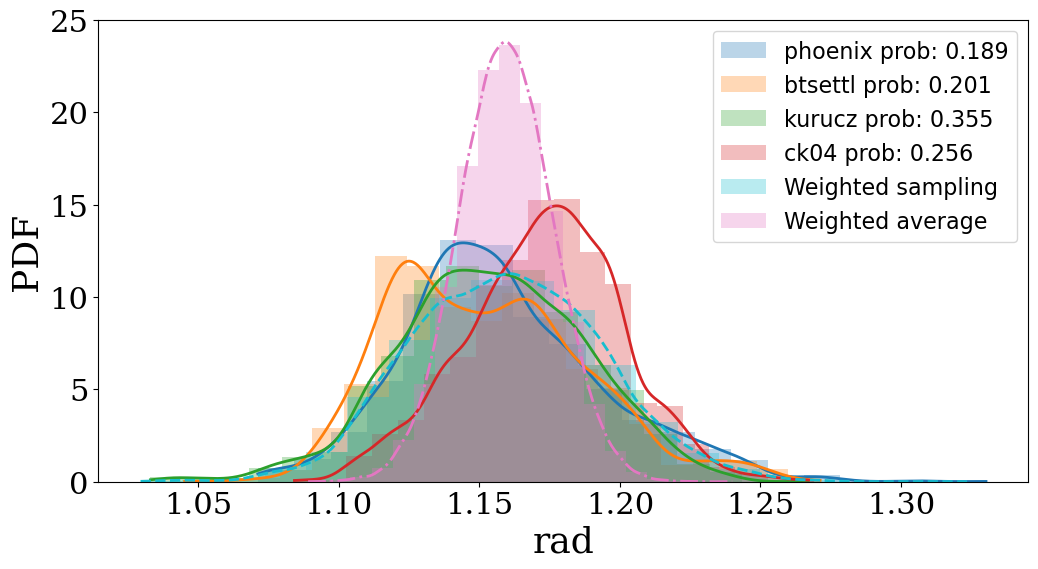 25
20
15
10
5
0
PDF
1.05
1.10
1.15
1.20
1.25
1.30
rad
phoenix prob: 0.189
btsettl prob: 0.201
kurucz prob: 0.355
ck04 prob: 0.256
Weighted sampling
Weighted average